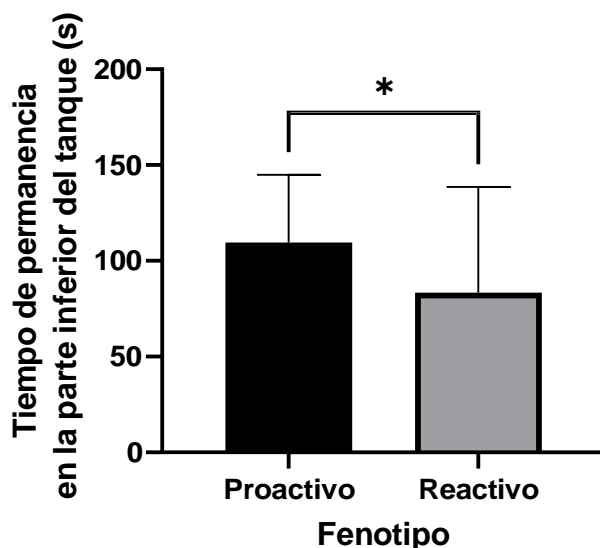 Tiempo de permanencia
en la parte inferior del tanque (s)
200
150
100
50
0
*
Proactivo
Reactivo
Fenotipo